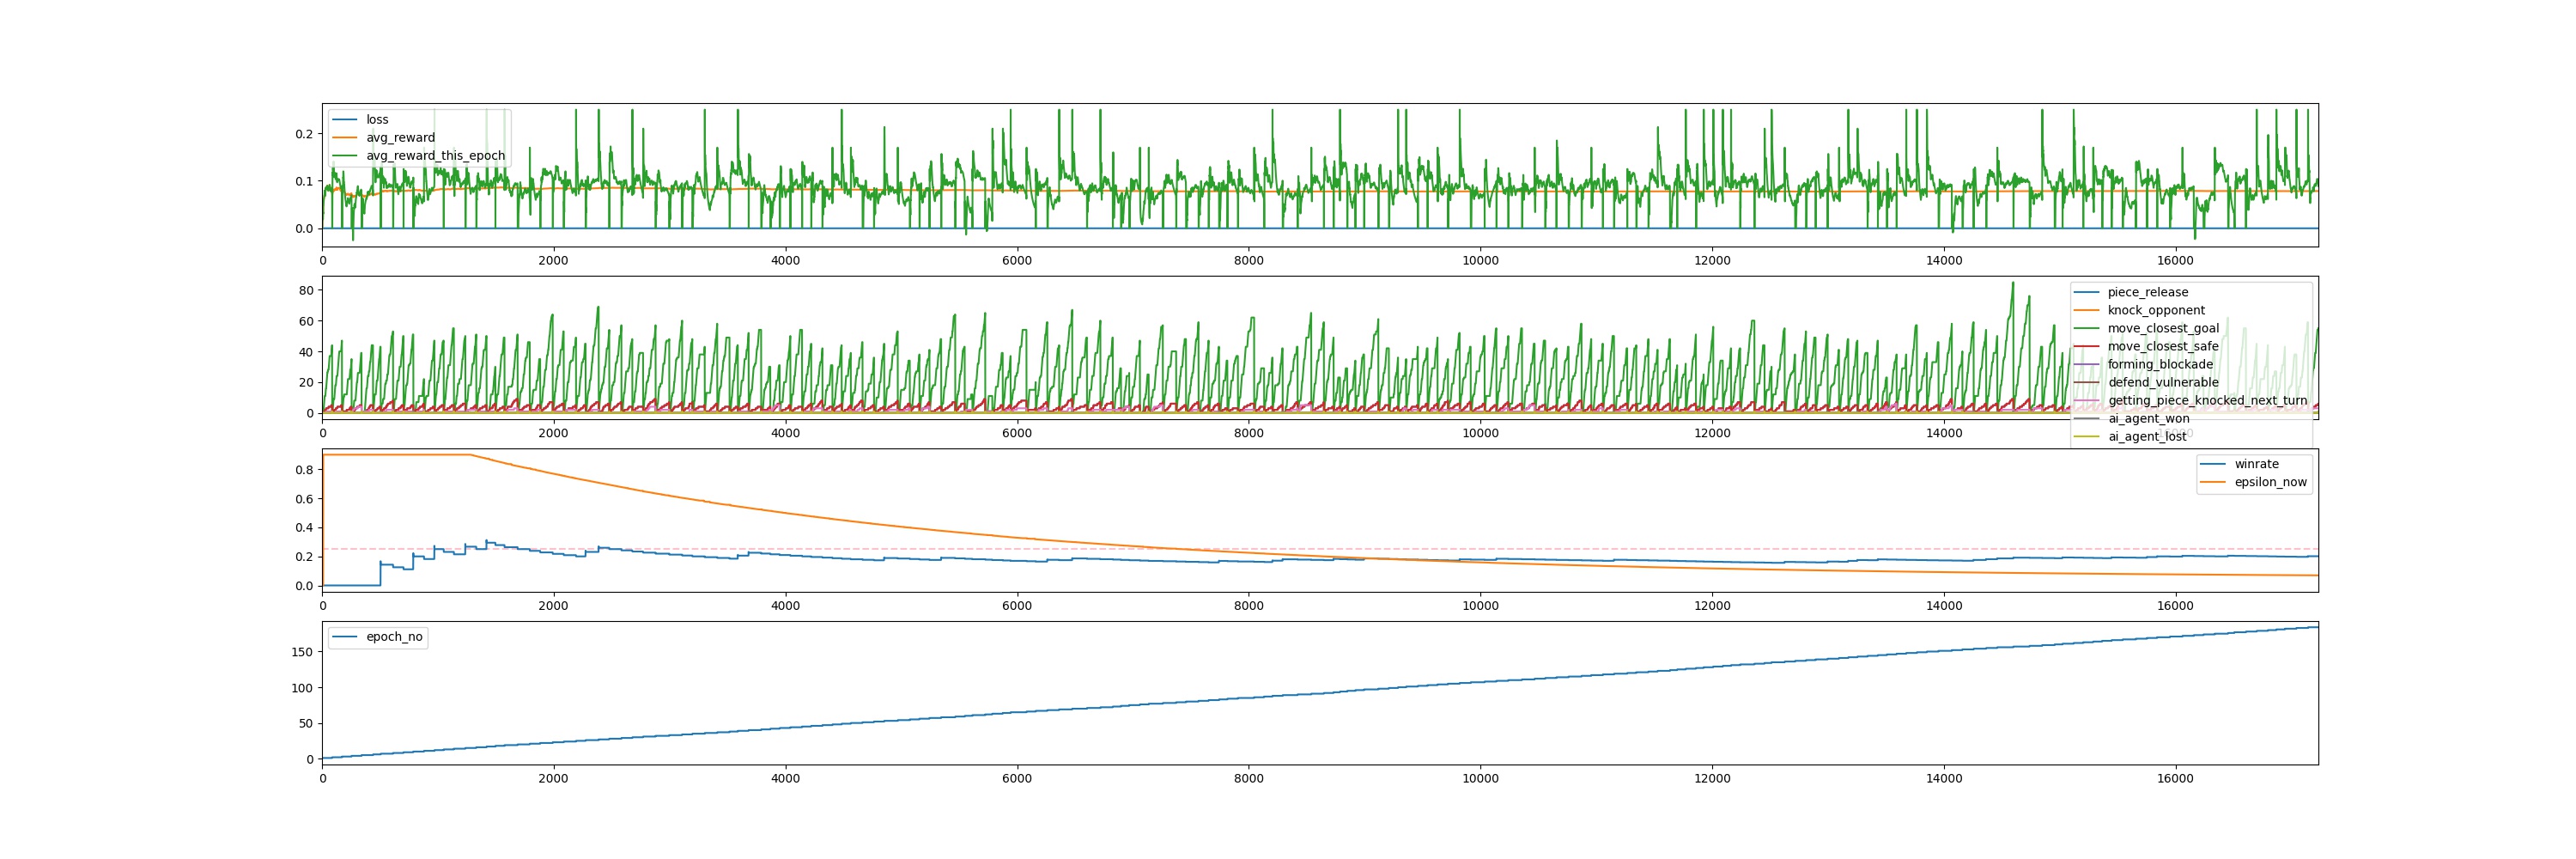 loss
avg_reward
avg_reward_this_epoch
0.2
0.1
0.0
0 2000 4000 6000 8000 10000 12000 14000 16000
piece_release
knock_opponent
move_closest_goal
move_closest_safe
forming_blockade
defend_vulnerable
getting_piece_knocked_next_turn
ai_agent_won
ai_agent_lost
80
60
40
20
0
0 2000 4000 6000 8000 10000 12000 14000 16000
winrate
epsilon_now
0.8
0.6
0.4
0.2
0.0
0 2000 4000 6000 8000 10000 12000 14000 16000
epoch_no
150
100
50
0
0 2000 4000 6000 8000 10000 12000 14000 16000